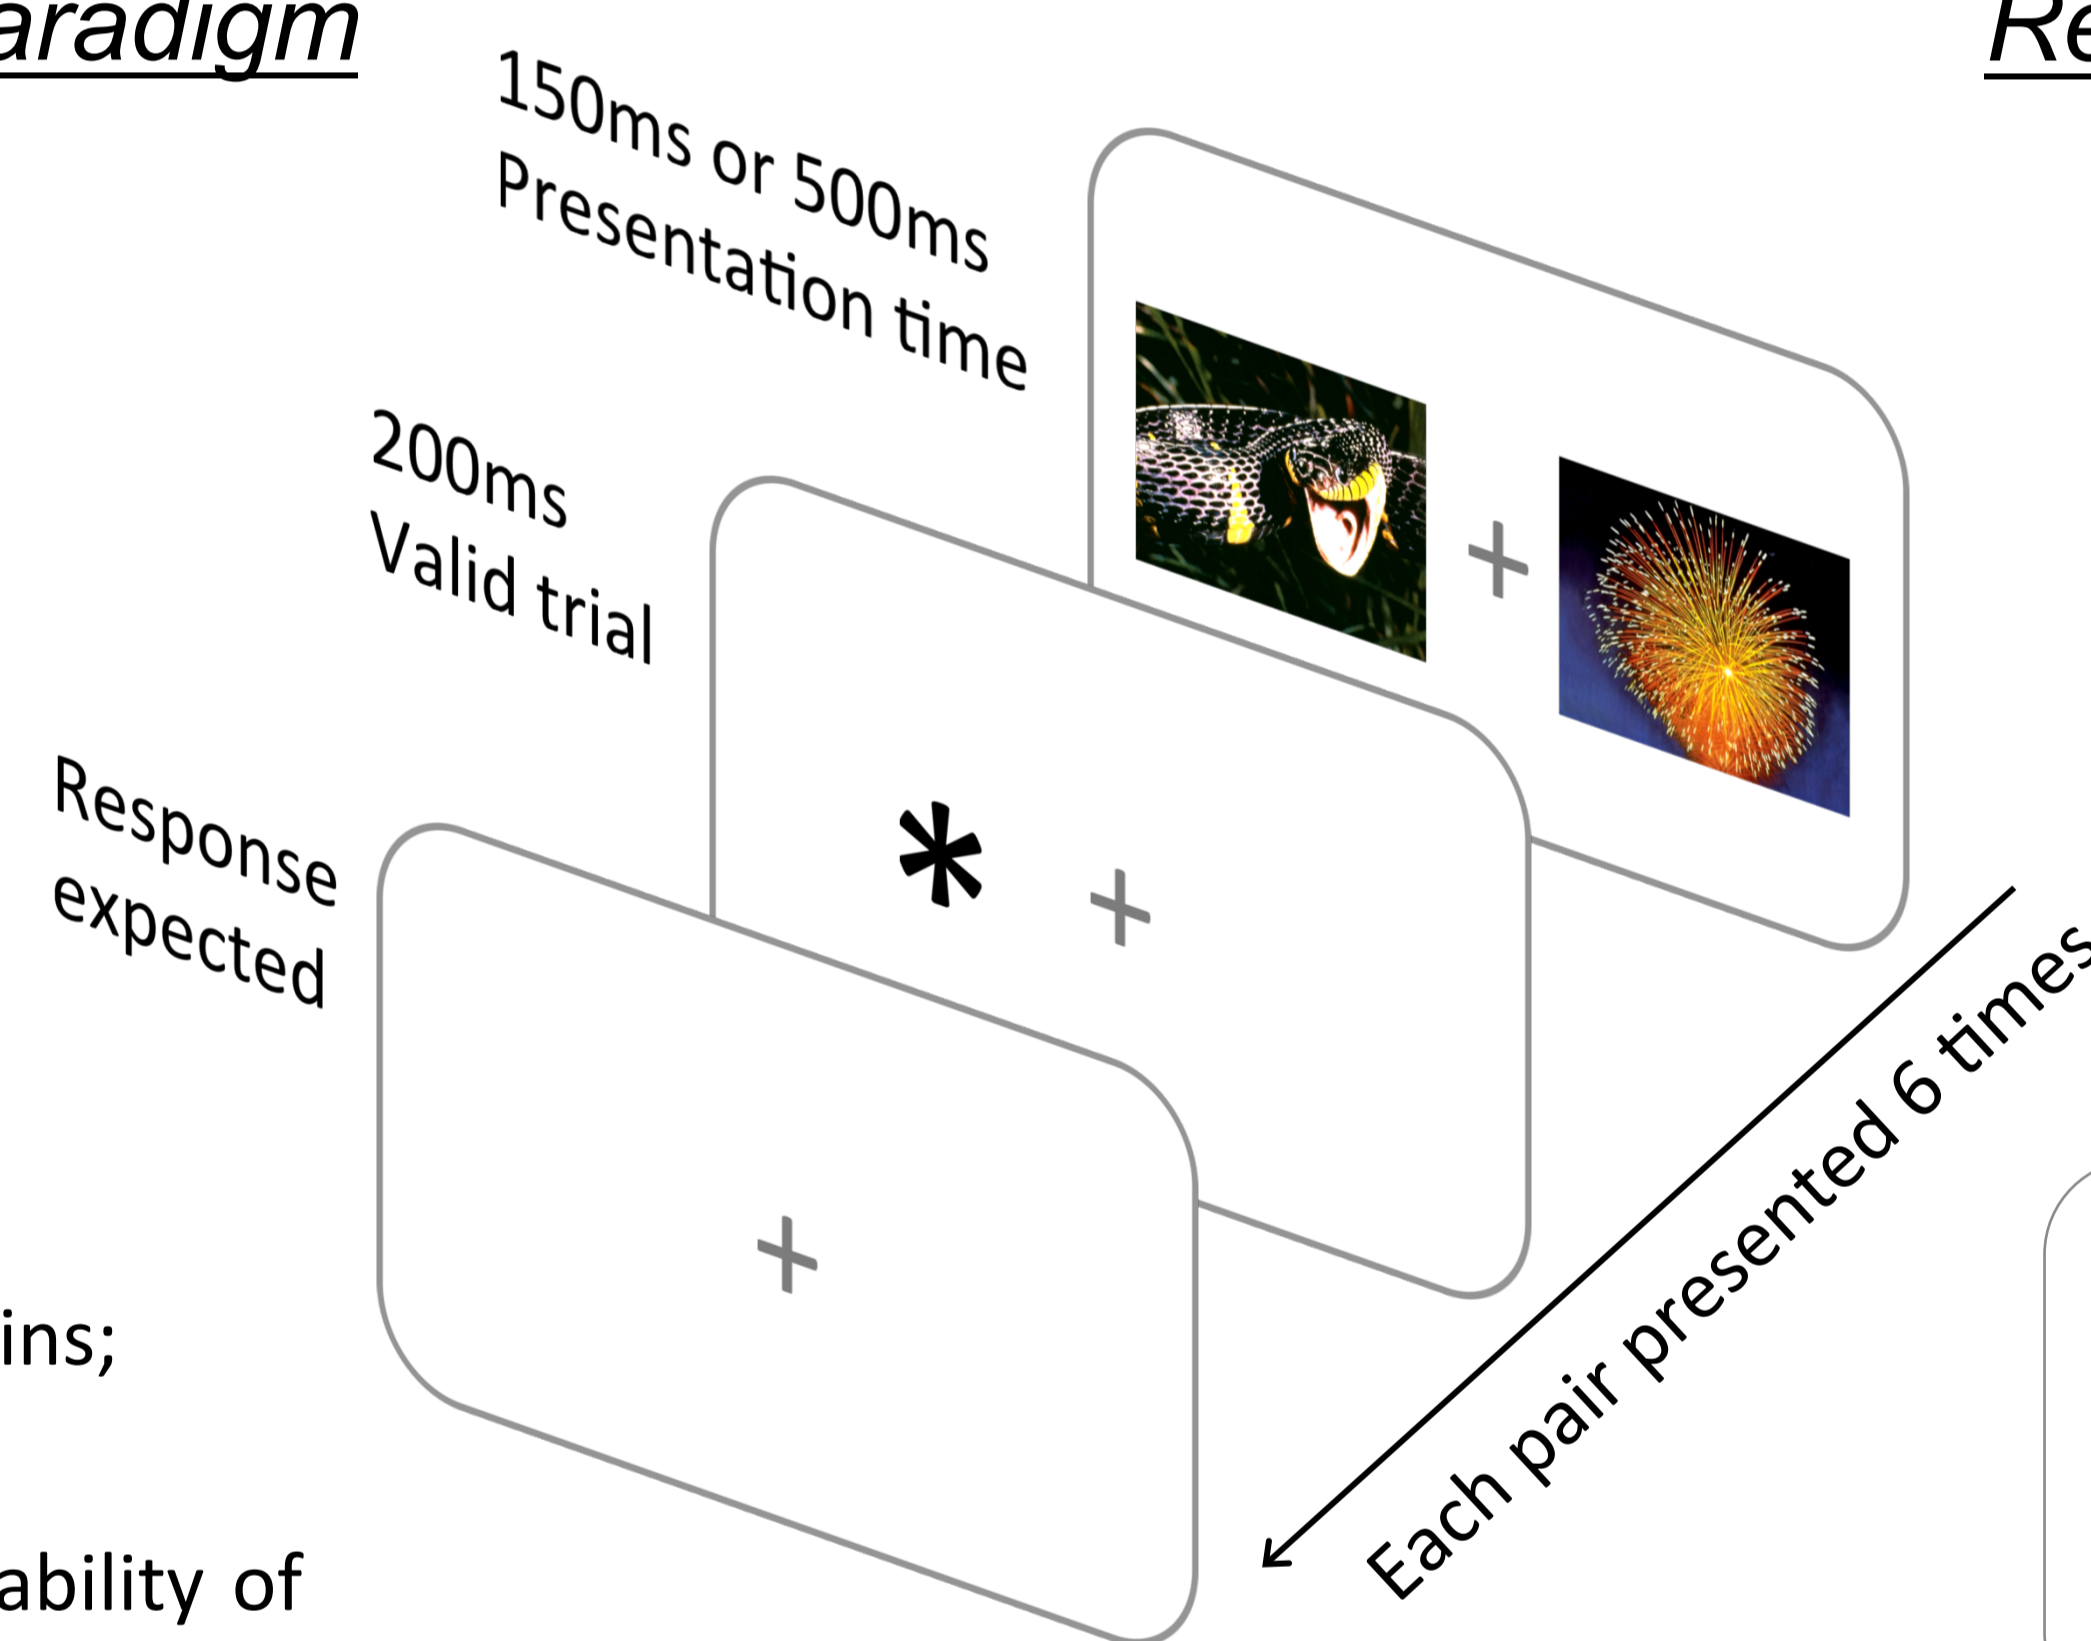 aradigm
Re
150ms or 500ms
Presentation time
200ms
Valid trial
*
+
+
+
Response
expected
Each pair presented 6 times
ins;
ability of